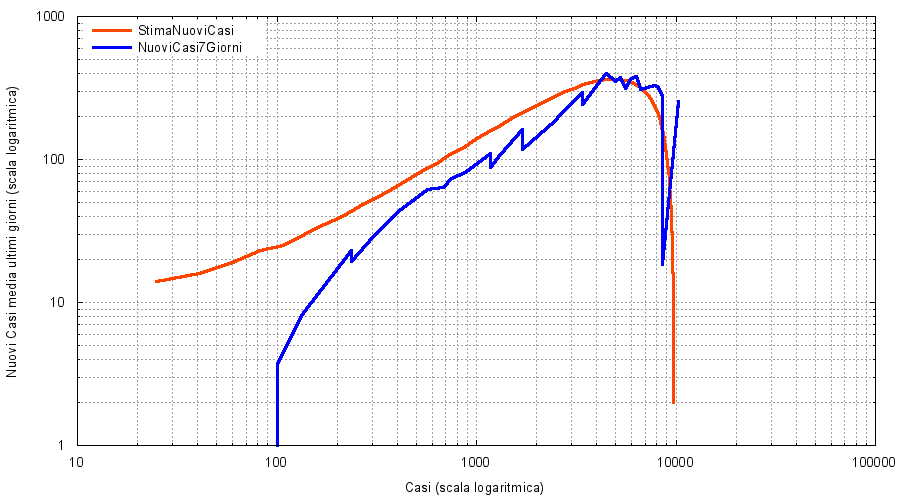 1000
StimaNuoviCasi
NuoviCasi7Giorni
100
10
1
Nuovi Casi media ultimi giorni (scala logaritmica)
10 100 1000 10000 100000
Casi (scala logaritmica)